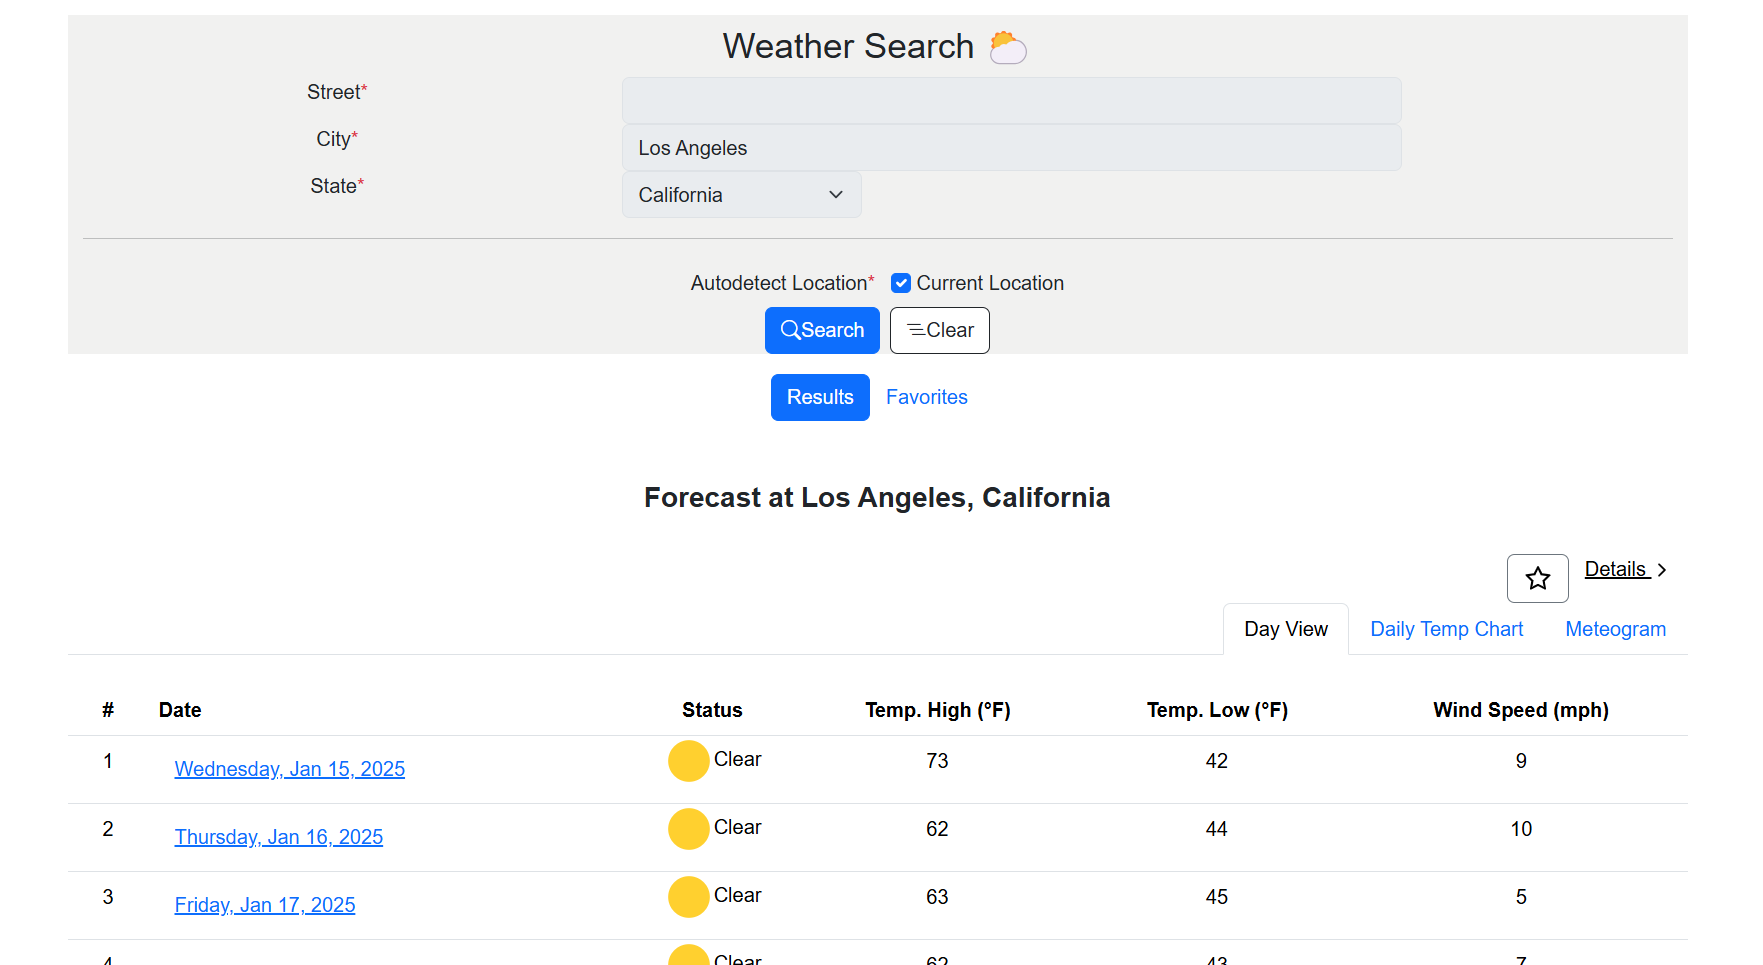 Weather Search
Street*
City* Los Angeles
State* California
Autodetect Location* Current Location
Search Clear
Results Favorites
Forecast at Los Angeles, California
Details
Day View Daily Temp Chart Meteogram
# Date Status Temp. High (°F) Temp. Low (°F) Wind Speed (mph)
1 Wednesday, Jan 15, 2025 Clear 73 42 9
2 Thursday, Jan 16, 2025 Clear 62 44 10
3 Friday, Jan 17, 2025 Clear 63 45 5
4 Clear 62 43 7